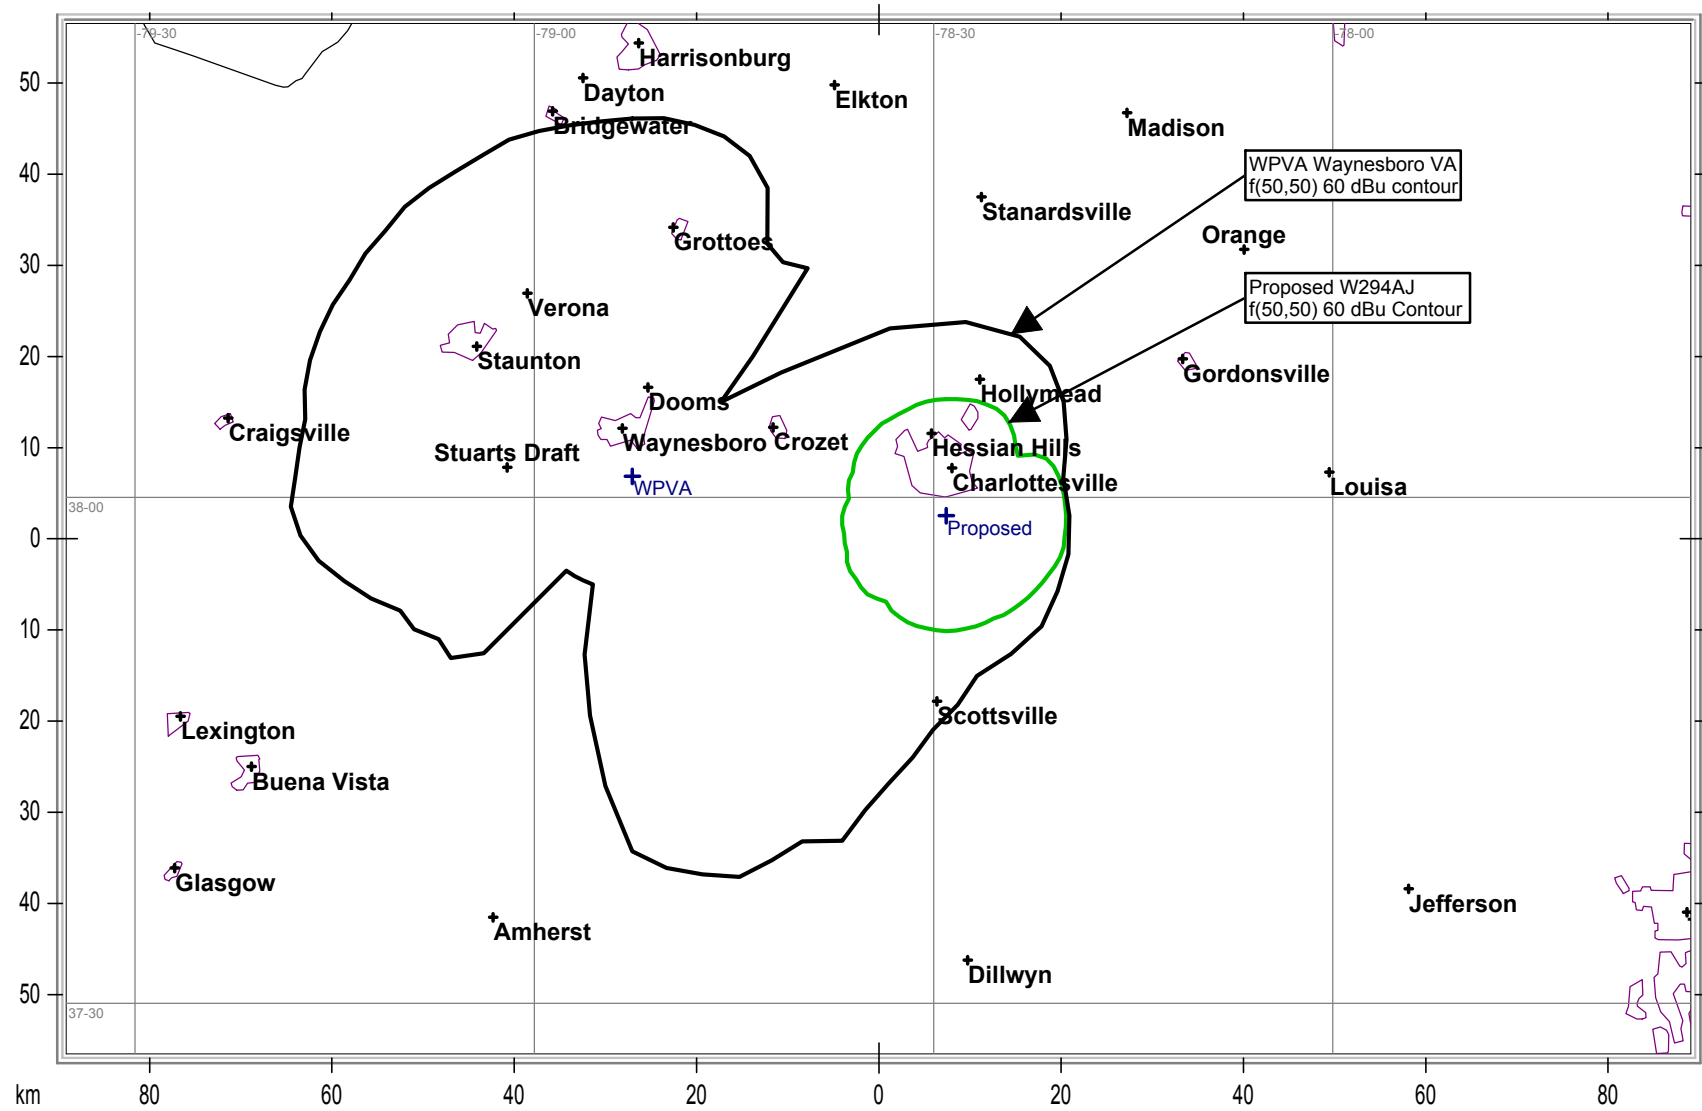 -79-30
-79-00
-78-30
-78-00
Harrisonburg
Dayton
Elkton
Bridgewater
Madison
WPVA Waynesboro VA
f(50,50) 60 dBu contour
Stanardsville
Orange
Grottoes
Proposed W294AJ
f(50,50) 60 dBu Contour
Verona
Staunton
Gordonsville
Hollymead
Dooms
Craigsville
Waynesboro
Crozet
Hessian Hills
Stuarts Draft
Charlottesville
WPVA
Louisa
38-00
Proposed
Scottsville
Lexington
Buena Vista
Glasgow
Jefferson
Amherst
Dillwyn
37-30
50
40
30
20
10
0
10
20
30
40
50
km
80
60
40
20
0
20
40
60
80